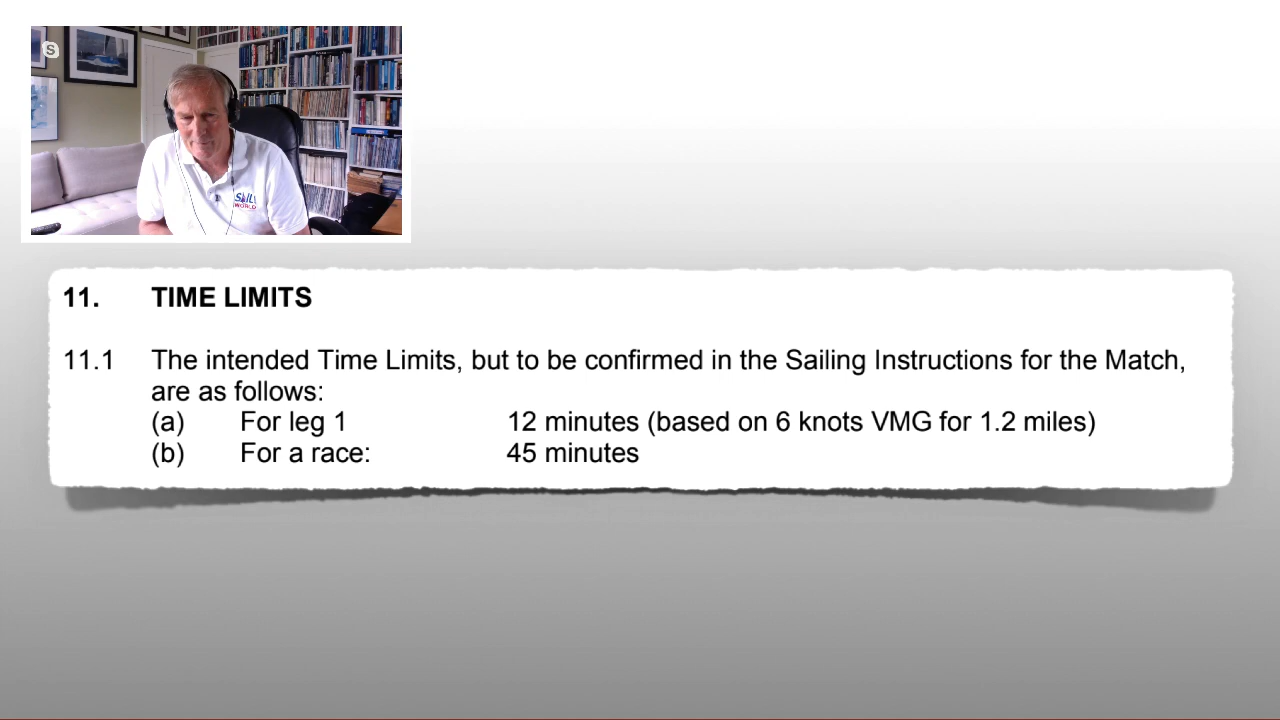 S
SAIL
WORLD
11. TIME LIMITS
11.1 The intended Time Limits, but to be confirmed in the Sailing Instructions for the Match,
are as follows:
(a) For leg 1 12 minutes (based on 6 knots VMG for 1.2 miles)
(b) For a race: 45 minutes